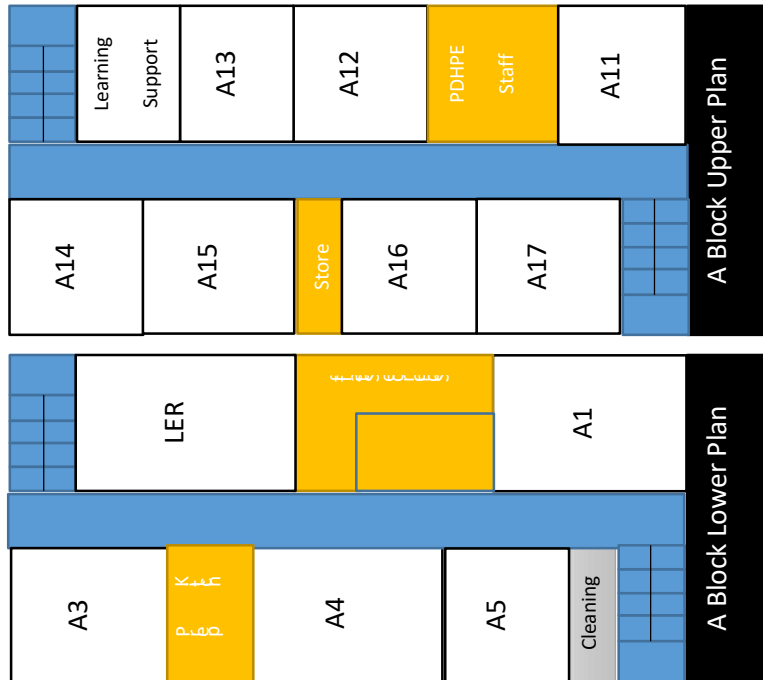 Learning
Support
A13
A12
PDHPE
Staff
A11
A Block Upper Plan
A14
A15
Store
A16
A17
LER
A1
A Block Lower Plan
A3
Prep
A4
A5
Cleaning